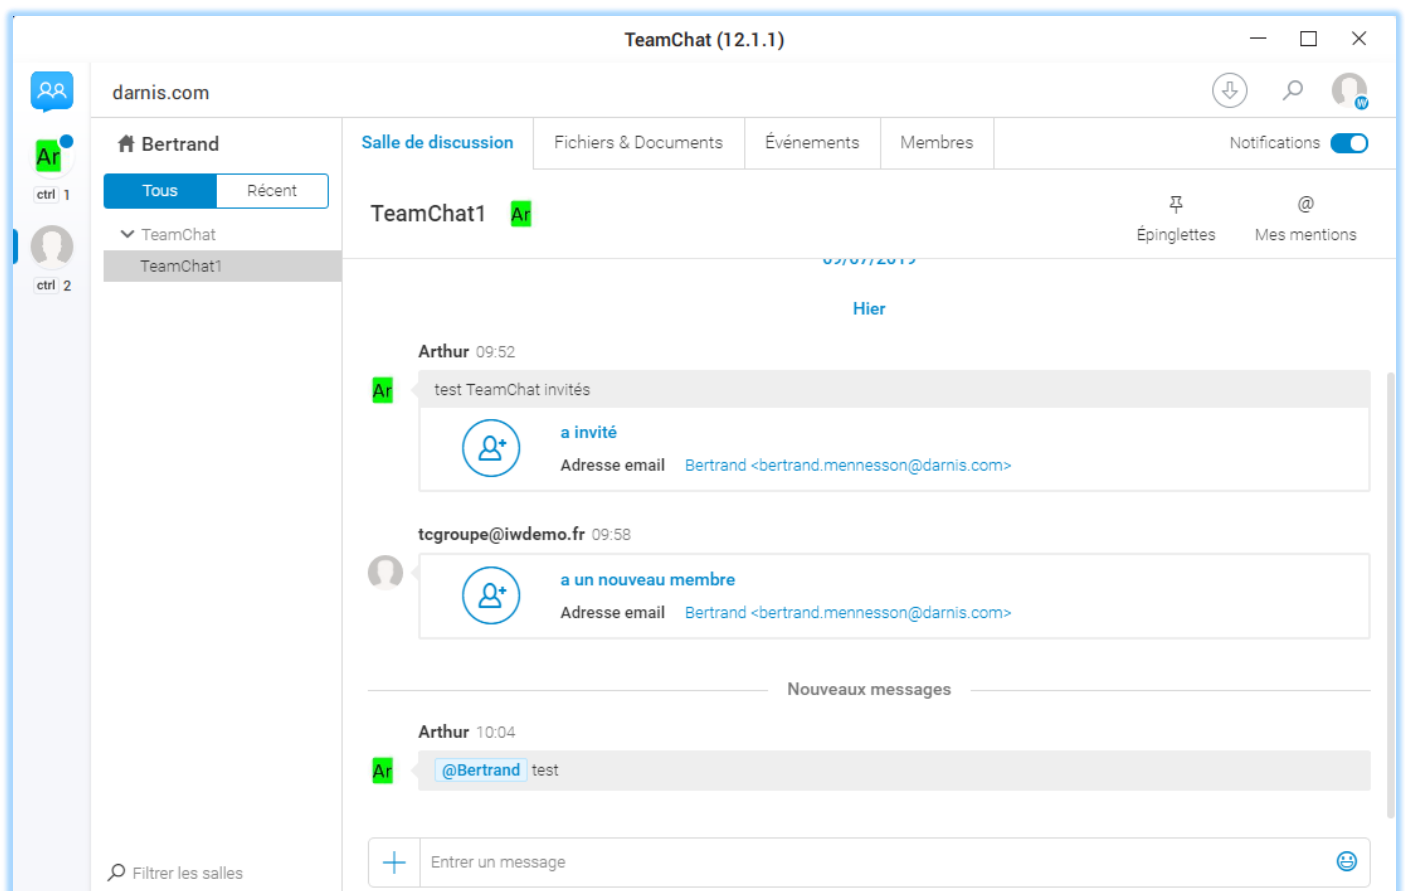 TeamChat (12.1.1)
darnis.com
Ar
ctrl 1
ctrl 2
Bertrand
Tous Récent
TeamChat
TeamChat1
Filtrer les salles
Salle de discussion Fichiers & Documents Événements Membres Notifications
TeamChat1 Ar
Épinglettes
@
Mes mentions
09/07/2019
Hier
Arthur 09:52
Ar
test TeamChat invités
a invité
Adresse email Bertrand <bertrand.mennesson@darnis.com>
tcgroupe@iwdemo.fr 09:58
a un nouveau membre
Adresse email Bertrand <bertrand.mennesson@darnis.com>
Nouveaux messages
Arthur 10:04
Ar
@Bertrand test
Entrer un message
W